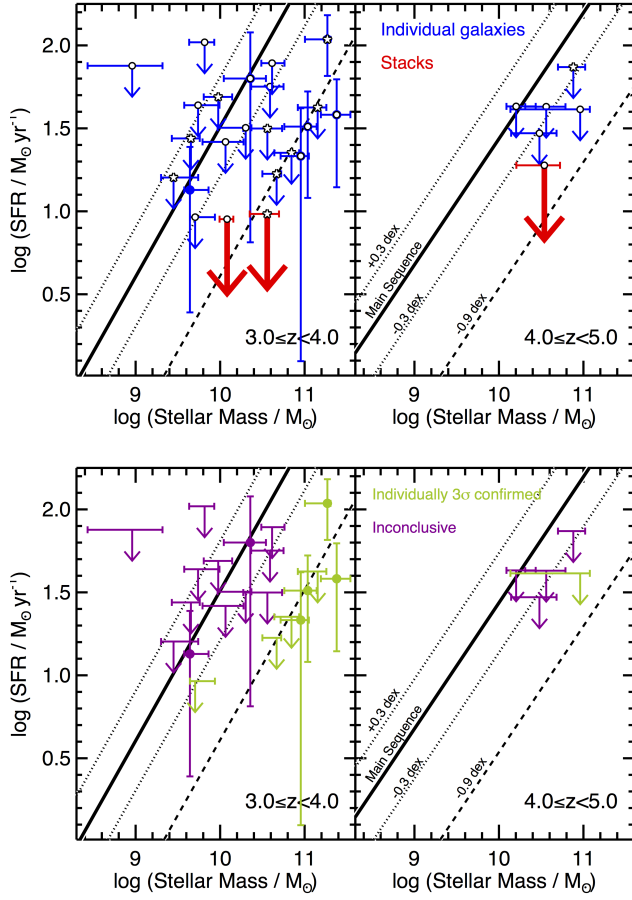 Individual galaxies
Stacks
2.0
1.5
1.0
0.5
log (SFR / M⊙ yr⁻¹)
3.0≤z<4.0
+0.3 dex
Main Sequence
-0.3 dex
-0.9 dex
4.0≤z<5.0
9 10 11
9 10 11
log (Stellar Mass / M⊙)
log (Stellar Mass / M⊙)
Individually 3σ confirmed
Inconclusive
2.0
1.5
1.0
0.5
log (SFR / M⊙ yr⁻¹)
3.0≤z<4.0
+0.3 dex
Main Sequence
-0.3 dex
-0.9 dex
4.0≤z<5.0
9 10 11
9 10 11
log (Stellar Mass / M⊙)
log (Stellar Mass / M⊙)